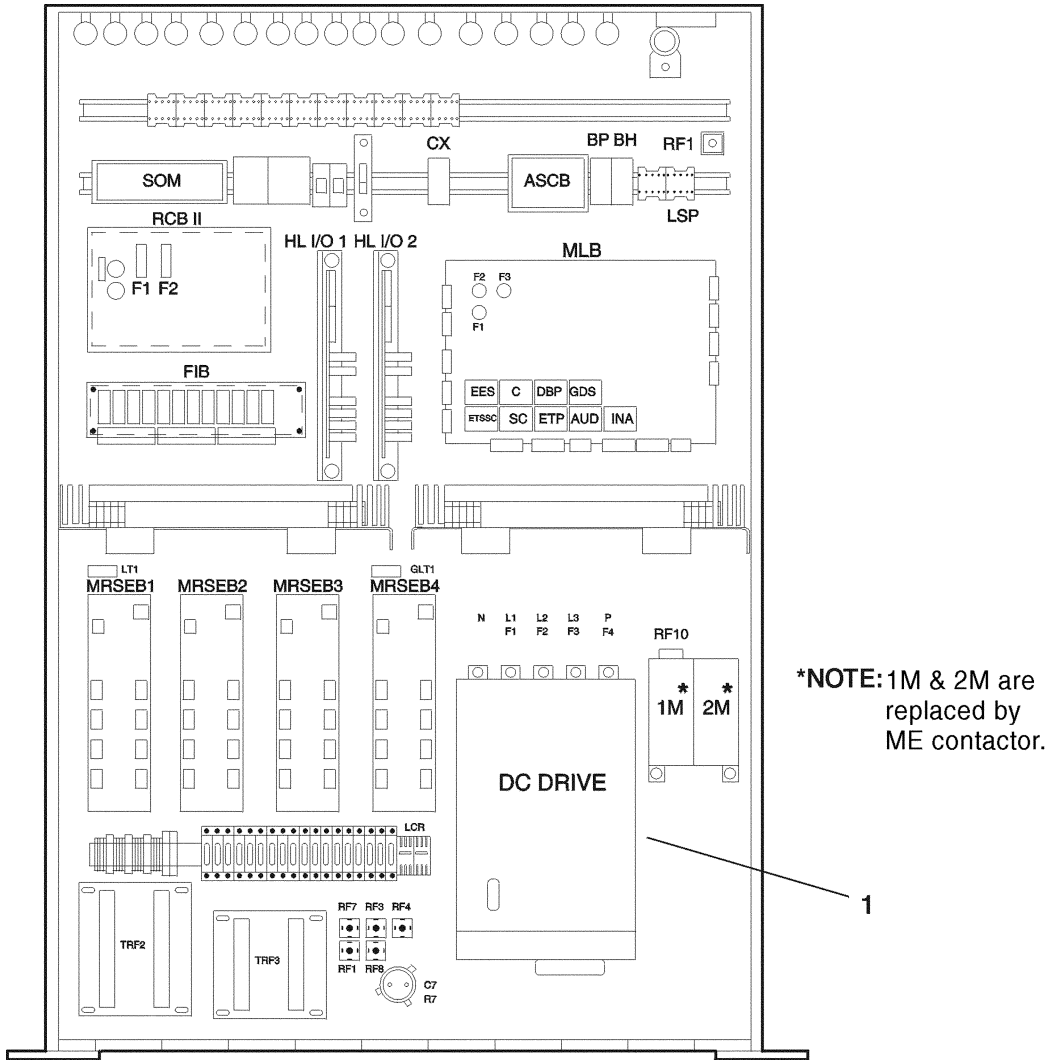 CX
BP BH
RF1
SOM
ASCB
LSP
RCB II
HL I/O 1
HL I/O 2
MLB
F1
F2
F2
F3
F1
FIB
EES
C
DBP
GDS
ETSSC
SC
ETP
AUD
INA
LT1
GLT1
MRSEB1
MRSEB2
MRSEB3
MRSEB4
N
L1
L2
L3
P
F1
F2
F3
F4
RF10
*
*
1M
2M
*NOTE: 1M & 2M are
replaced by
ME contactor.
DC DRIVE
LCR
1
RF7
RF3
RF4
TRF2
TRF3
RF1
RF8
C7
R7